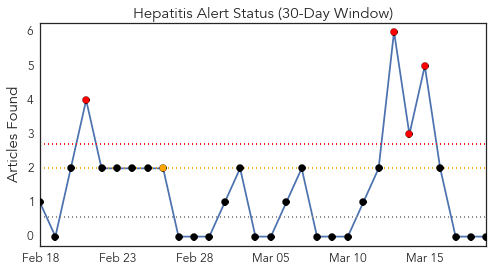 Hepatitis Alert Status (30-Day Window)
Articles Found
6
5
4
3
2
1
0
Feb 18 Feb 23 Feb 28 Mar 05 Mar 10 Mar 15